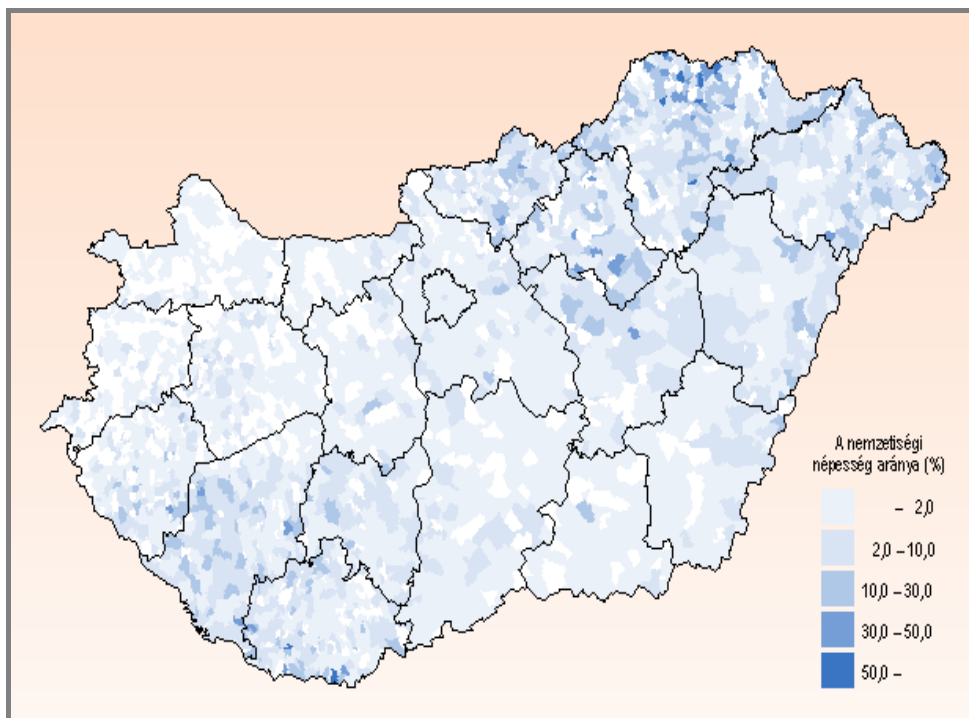 A nemzetiségi
népesség aránya (%)
– 2,0
2,0 – 10,0
10,0 – 30,0
30,0 – 50,0
50,0 –